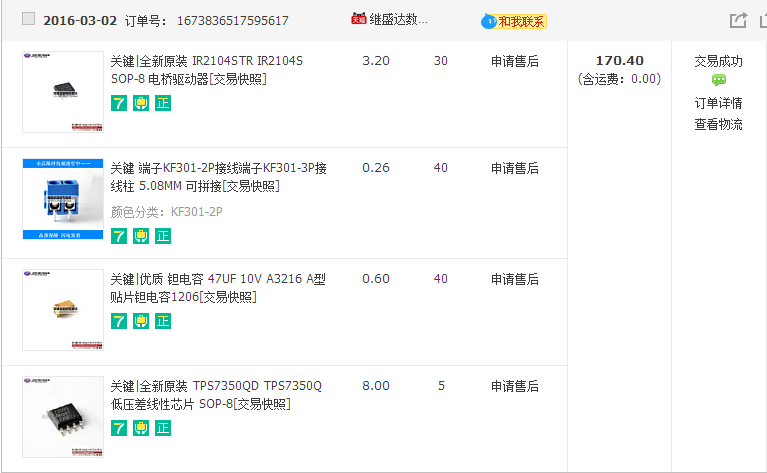 2016-03-02 订单号： 1673836517595617 天猫 维盛达数... 和我联系
关键|全新原装 IR2104STR IR2104S 3.20 30 申请售后 170.40 交易成功
SOP-8 电桥驱动器[交易快照] (含运费：0.00)
7 正
订单详情
查看物流
关键 端子KF301-2P接线端子KF301-3P接 0.26 40 申请售后
线柱 5.08MM 可拼接[交易快照]
颜色分类：KF301-2P
7 正
关键|优质 钽电容 47UF 10V A3216 A型 0.60 40 申请售后
贴片钽电容1206[交易快照]
7 正
关键|全新原装 TPS7350QD TPS7350Q 8.00 5 申请售后
低压差线性芯片 SOP-8[交易快照]
7 正